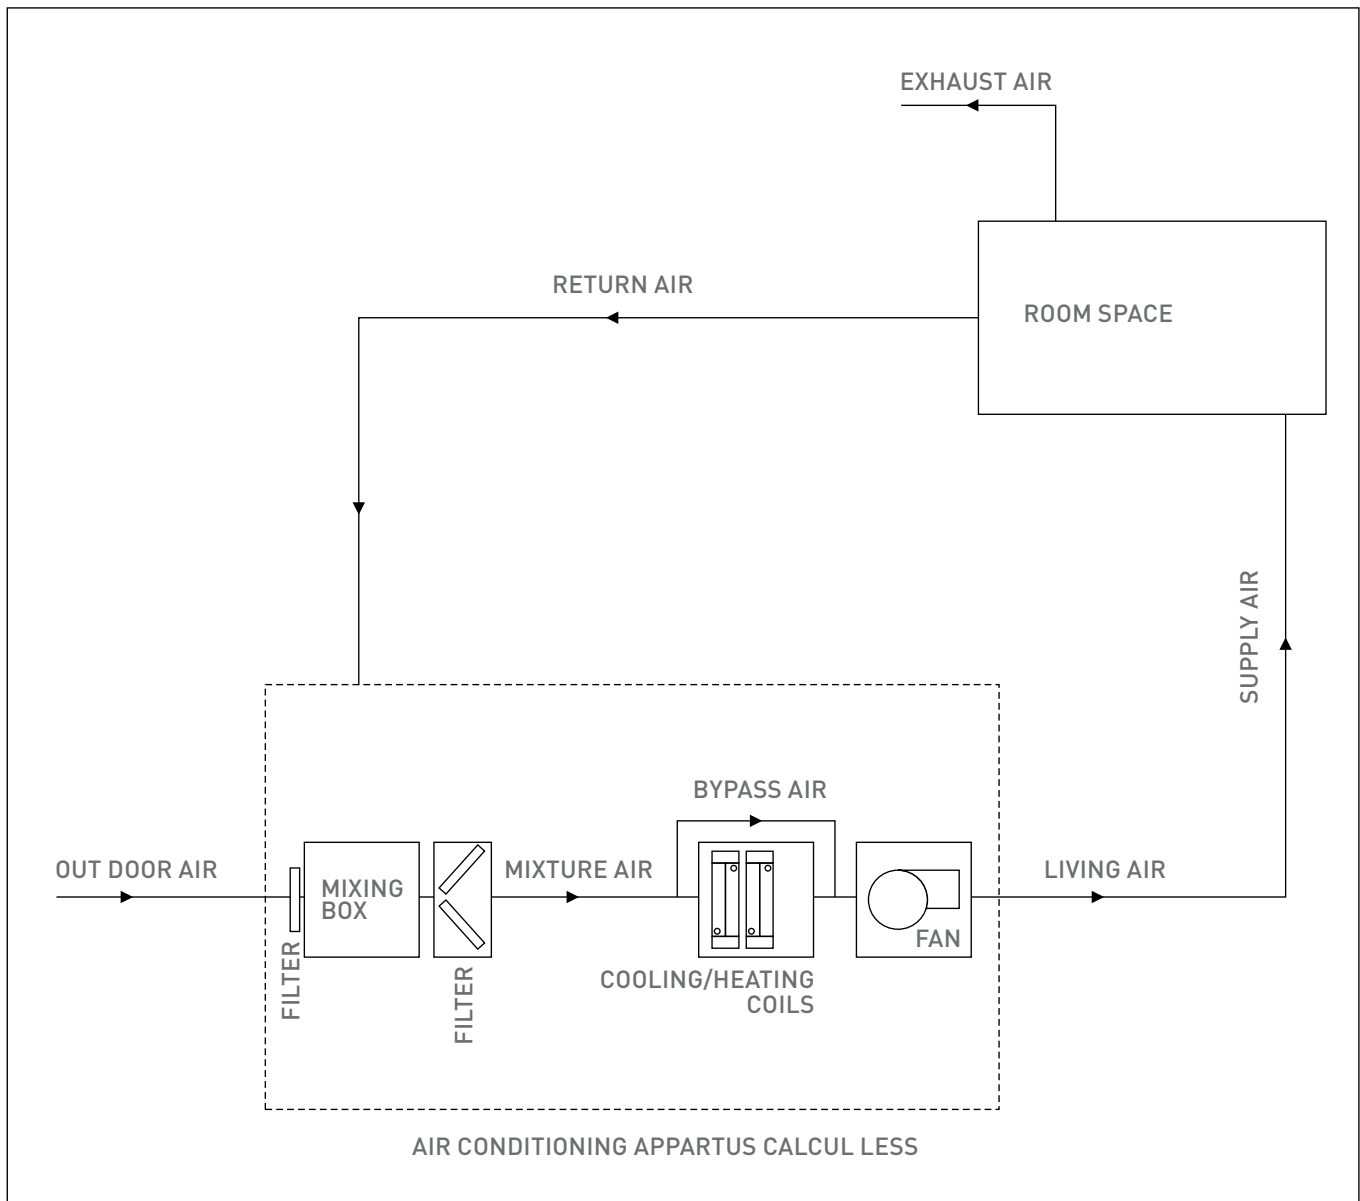 EXHAUST AIR
RETURN AIR
ROOM SPACE
SUPPLY AIR
BYPASS AIR
OUT DOOR AIR
MIXING
BOX
MIXTURE AIR
LIVING AIR
FAN
FILTER
FILTER
COOLING/HEATING
COILS
AIR CONDITIONING APPARTUS CALCUL LESS